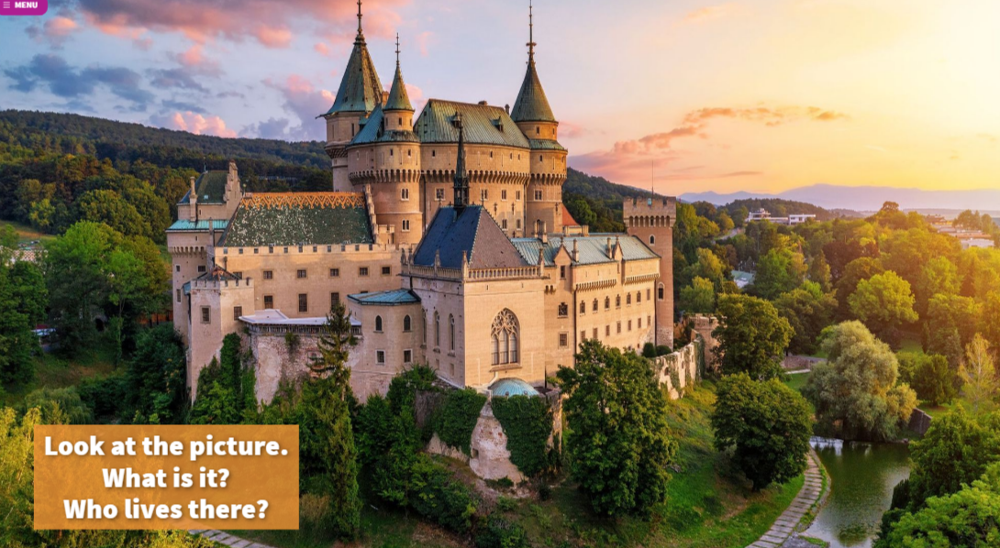 MENU
Look at the picture.
What is it?
Who lives there?